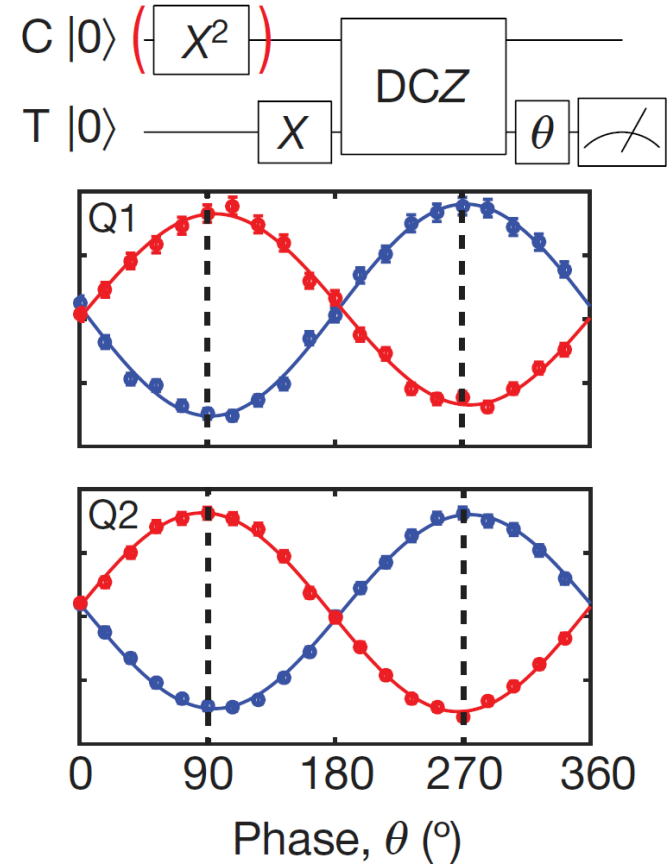 C |0⟩ ( X² )
DCZ
T |0⟩ X θ
Q1
Q2
0 90 180 270 360
Phase, θ (°)